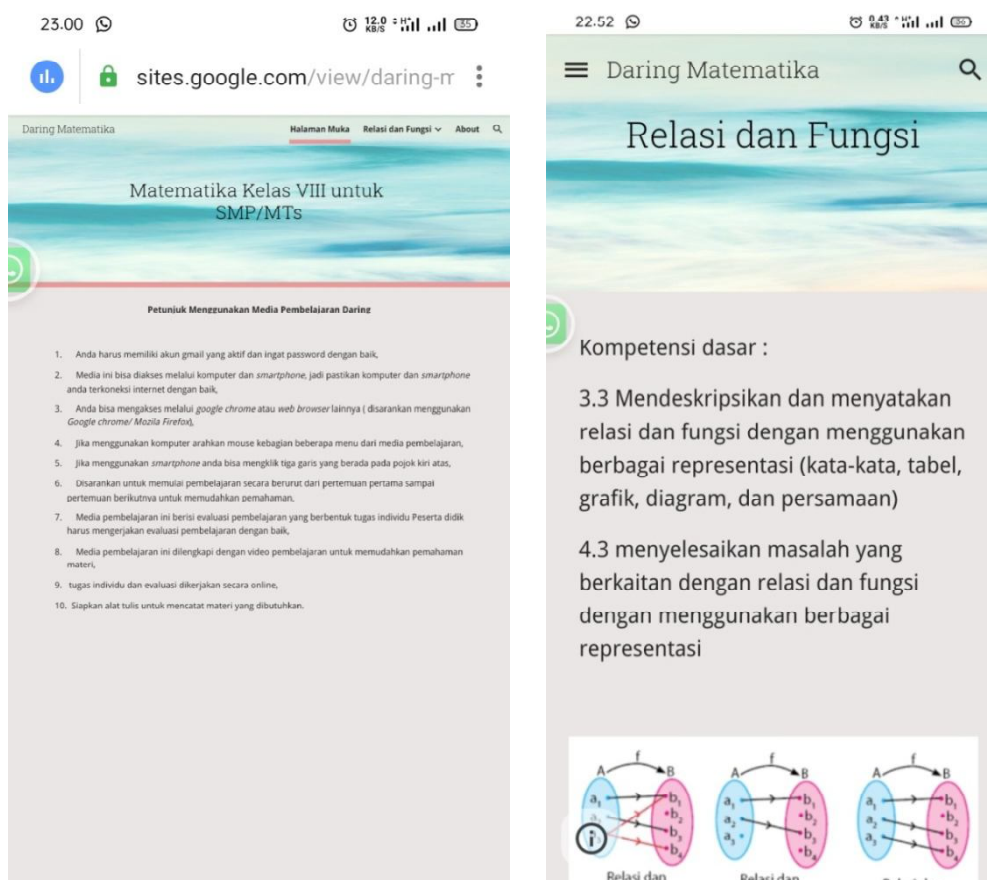 23.00
12.0
KB/S
H+
35
sites.google.com/view/daring-m
Daring Matematika
Halaman Muka Relasi dan Fungsi About
Matematika Kelas VIII untuk
SMP/MTs
Petunjuk Menggunakan Media Pembelajaran Daring
1. Anda harus memiliki akun gmail yang aktif dan ingat password dengan baik,
2. Media ini bisa diakses melalui komputer dan smartphone, jadi pastikan komputer dan smartphone
anda terkoneksi internet dengan baik,
3. Anda bisa mengakses melalui google chrome atau web browser lainnya ( disarankan menggunakan
Google chrome/ Mozila Firefox),
4. Jika menggunakan komputer arahkan mouse kebagian beberapa menu dari media pembelajaran,
5. Jika menggunakan smartphone anda bisa mengklik tiga garis yang berada pada pojok kiri atas,
6. Disarankan untuk memulai pembelajaran secara berurut dari pertemuan pertama sampai
pertemuan berikutnya untuk memudahkan pemahaman.
7. Media pembelajaran ini berisi evaluasi pembelajaran yang berbentuk tugas individu Peserta didik
harus mengerjakan evaluasi pembelajaran dengan baik,
8. Media pembelajaran ini dilengkapi dengan video pembelajaran untuk memudahkan pemahaman
materi,
9. tugas individu dan evaluasi dikerjakan secara online,
10. Siapkan alat tulis untuk mencatat materi yang dibutuhkan.
22.52
0.43
KB/S
H+
Daring Matematika
Relasi dan Fungsi
Kompetensi dasar :
3.3 Mendeskripsikan dan menyatakan
relasi dan fungsi dengan menggunakan
berbagai representasi (kata-kata, tabel,
grafik, diagram, dan persamaan)
4.3 menyelesaikan masalah yang
berkaitan dengan relasi dan fungsi
dengan menggunakan berbagai
representasi
f
A B
a₁ b₁
a₂ b₂
a₃ b₃
b₄
Relasi dan
f
A B
a₁ b₁
a₂ b₂
a₃ b₃
b₄
Relasi dan
f
A B
a₁ b₁
a₂ b₂
a₃ b₃
b₄